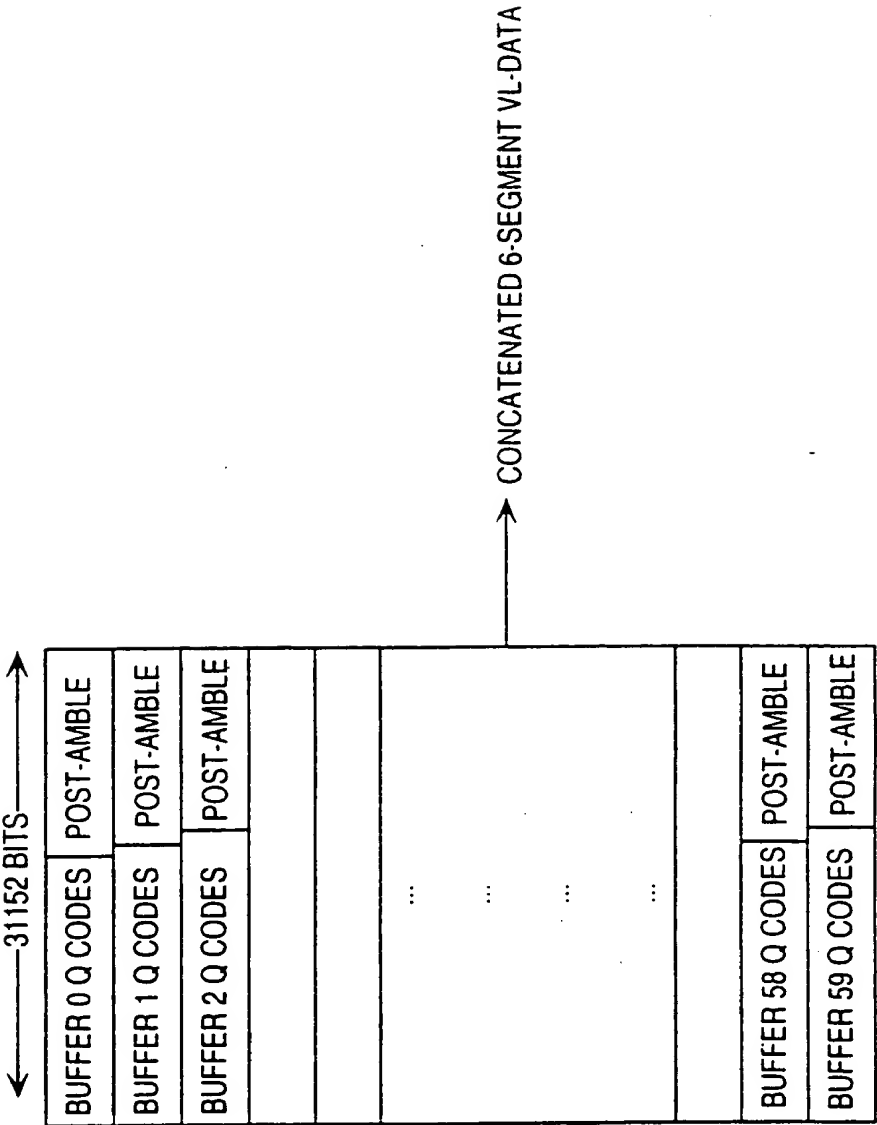 31152 BITS
BUFFER 0 Q CODES POST-AMBLE
BUFFER 1 Q CODES POST-AMBLE
BUFFER 2 Q CODES POST-AMBLE
...
...
...
...
BUFFER 58 Q CODES POST-AMBLE
BUFFER 59 Q CODES POST-AMBLE
CONCATENATED 6-SEGMENT VL-DATA